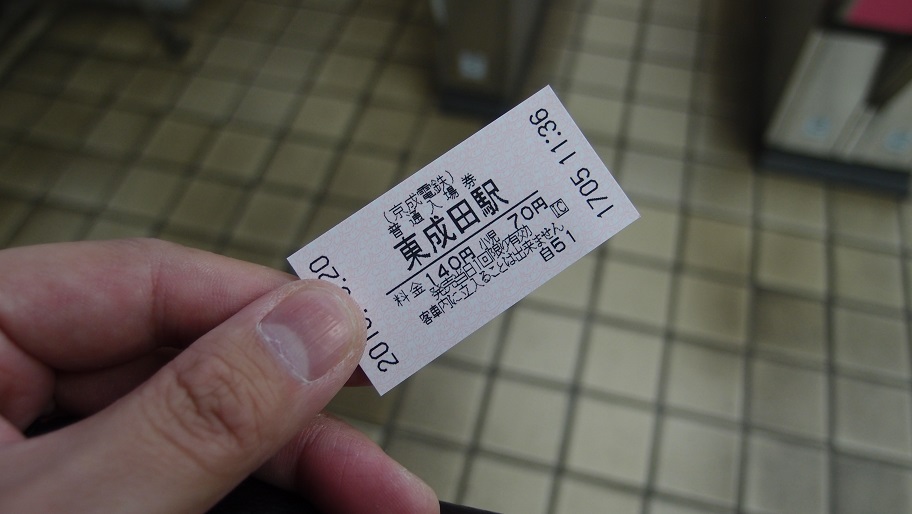 (京成電鉄)
普通入場券
東成田駅
料金 140円 小児 70円
発売当日1回限り有効
客車内に立入ることは出来ません
自51
.20
1705 11:36